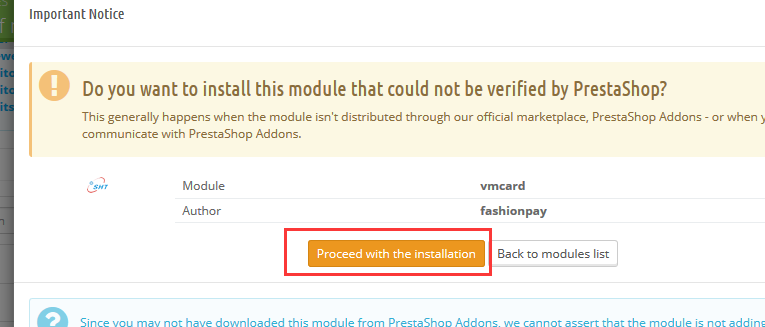 Important Notice
Do you want to install this module that could not be verified by PrestaShop?
This generally happens when the module isn't distributed through our official marketplace, PrestaShop Addons - or when y
communicate with PrestaShop Addons.
SHT
Module vmcard
Author fashionpay
Proceed with the installation Back to modules list
Since you may not have downloaded this module from PrestaShop Addons, we cannot assert that the module is not adding